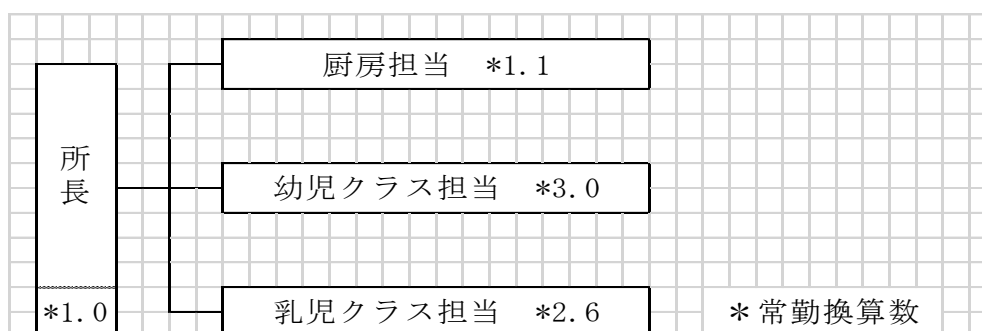 厨房担当　*1.1
所長
幼児クラス担当　*3.0
*1.0
乳児クラス担当　*2.6
＊常勤換算数